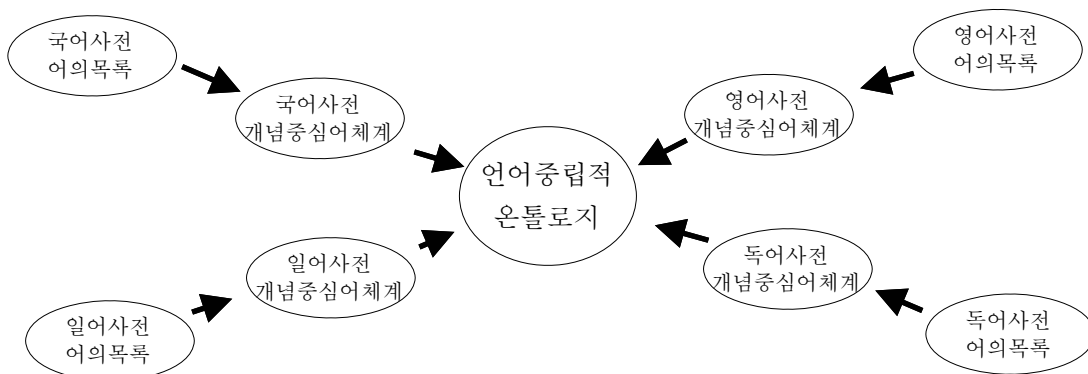 국어사전
어의목록
영어사전
어의목록
국어사전
개념중심어체계
영어사전
개념중심어체계
언어중립적
온톨로지
일어사전
개념중심어체계
독어사전
개념중심어체계
일어사전
어의목록
독어사전
어의목록